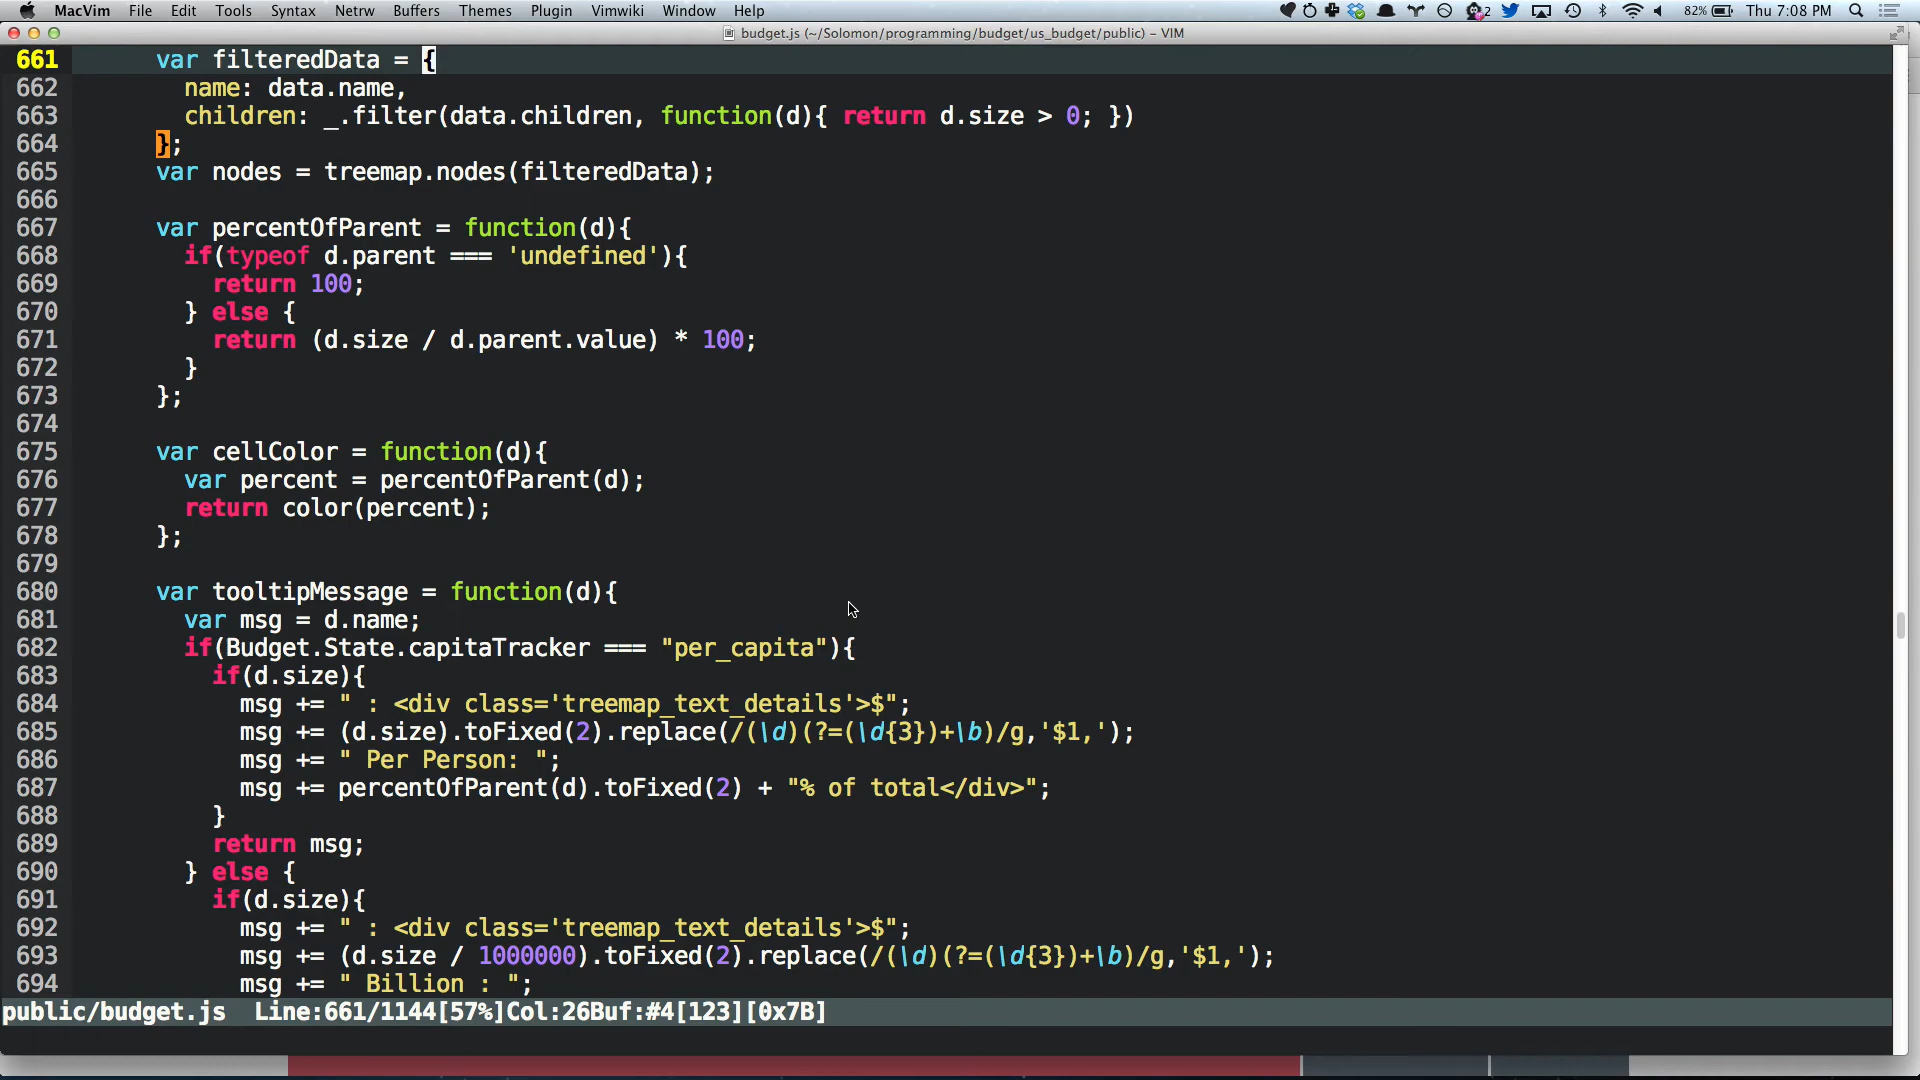 MacVim File Edit Tools Syntax Netrw Buffers Themes Plugin Vimwiki Window Help 2 82% Thu 7:08 PM
budget.js (~/Solomon/programming/budget/us_budget/public) – VIM
661 var filteredData = {
662 name: data.name,
663 children: _.filter(data.children, function(d){ return d.size > 0; })
664 };
665 var nodes = treemap.nodes(filteredData);
666
667 var percentOfParent = function(d){
668 if(typeof d.parent === 'undefined'){
669 return 100;
670 } else {
671 return (d.size / d.parent.value) * 100;
672 }
673 };
674
675 var cellColor = function(d){
676 var percent = percentOfParent(d);
677 return color(percent);
678 };
679
680 var tooltipMessage = function(d){
681 var msg = d.name;
682 if(Budget.State.capitaTracker === "per_capita"){
683 if(d.size){
684 msg += " : <div class='treemap_text_details'>$";
685 msg += (d.size).toFixed(2).replace(/(\d)(?=(\d{3})+\b)/g,'$1,');
686 msg += " Per Person: ";
687 msg += percentOfParent(d).toFixed(2) + "% of total</div>";
688 }
689 return msg;
690 } else {
691 if(d.size){
692 msg += " : <div class='treemap_text_details'>$";
693 msg += (d.size / 1000000).toFixed(2).replace(/(\d)(?=(\d{3})+\b)/g,'$1,');
694 msg += " Billion : ";
public/budget.js Line:661/1144[57%]Col:26Buf:#4[123][0x7B]